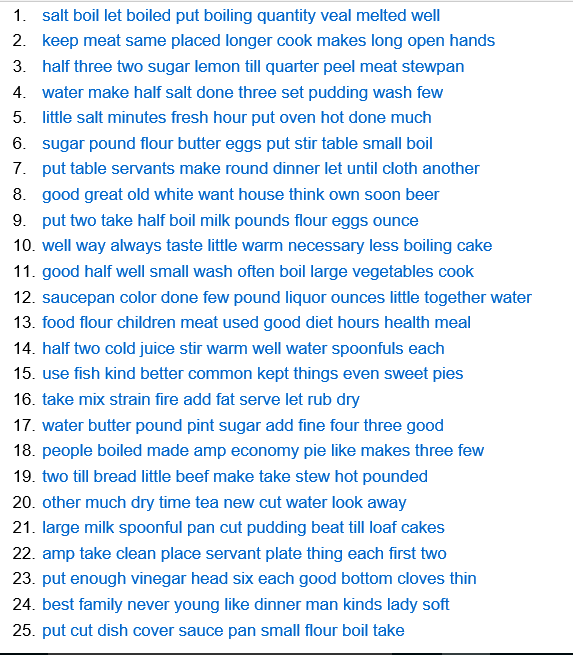 1. salt boil let boiled put boiling quantity veal melted well
2. keep meat same placed longer cook makes long open hands
3. half three two sugar lemon till quarter peel meat stewpan
4. water make half salt done three set pudding wash few
5. little salt minutes fresh hour put oven hot done much
6. sugar pound flour butter eggs put stir table small boil
7. put table servants make round dinner let until cloth another
8. good great old white want house think own soon beer
9. put two take half boil milk pounds flour eggs ounce
10. well way always taste little warm necessary less boiling cake
11. good half well small wash often boil large vegetables cook
12. saucepan color done few pound liquor ounces little together water
13. food flour children meat used good diet hours health meal
14. half two cold juice stir warm well water spoonfuls each
15. use fish kind better common kept things even sweet pies
16. take mix strain fire add fat serve let rub dry
17. water butter pound pint sugar add fine four three good
18. people boiled made amp economy pie like makes three few
19. two till bread little beef make take stew hot pounded
20. other much dry time tea new cut water look away
21. large milk spoonful pan cut pudding beat till loaf cakes
22. amp take clean place servant plate thing each first two
23. put enough vinegar head six each good bottom cloves thin
24. best family never young like dinner man kinds lady soft
25. put cut dish cover sauce pan small flour boil take